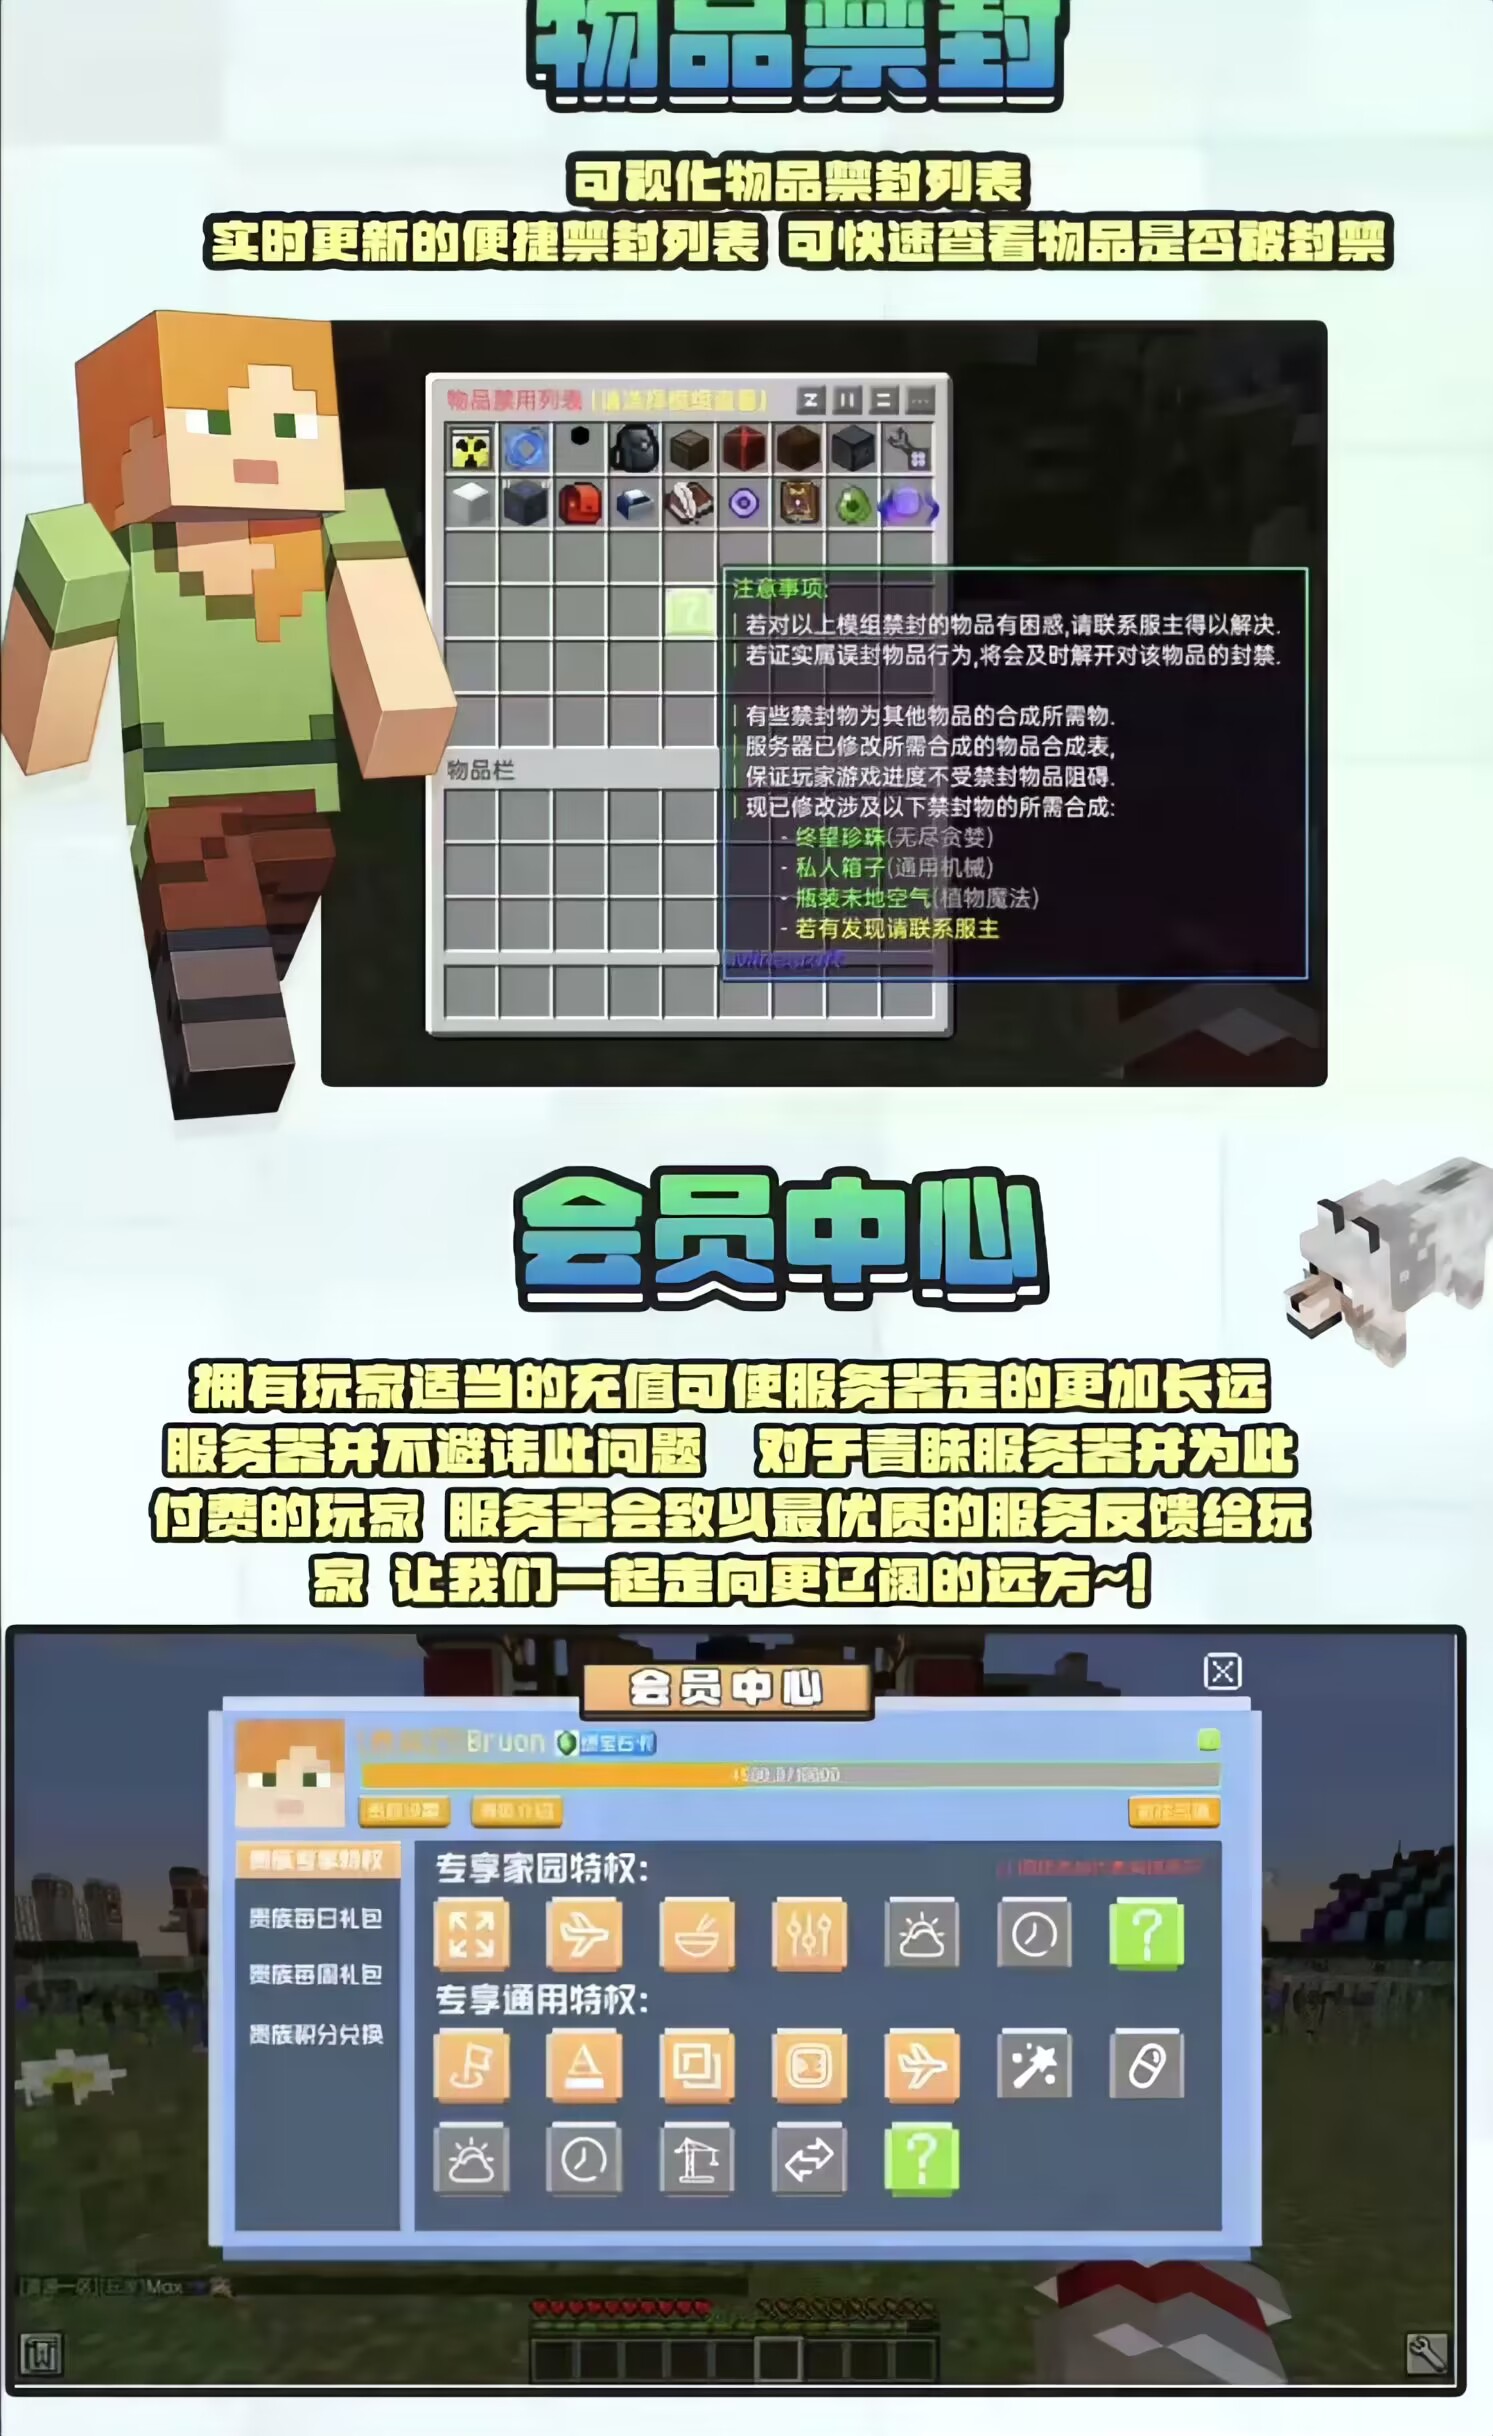 物品禁封
可视化物品禁封列表
实时更新的便捷禁封列表 可快速查看物品是否被封禁
物品禁用列表 [请选择模组查看]
注意事项:
若对以上模组禁封的物品有困惑,请联系服主得以解决.
若证实属误封物品行为,将会及时解开对该物品的封禁.
有些禁封物为其他物品的合成所需物.
服务器已修改所需合成的物品合成表,
保证玩家游戏进度不受禁封物品阻碍.
现已修改涉及以下禁封物的所需合成:
- 终望珍珠(无尽贪婪)
- 私人箱子(通用机械)
- 瓶装末地空气(植物魔法)
- 若有发现请联系服主
Minecraft
物品栏
会员中心
拥有玩家适当的充值可使服务器走的更加长远
服务器并不避讳此问题 对于青睐服务器并为此
付费的玩家 服务器会致以最优质的服务反馈给玩
家 让我们一起走向更辽阔的远方~!
会员中心
Bruon 绿宝石
贵族专享特权
贵族每日礼包
贵族每周礼包
贵族积分兑换
专享家园特权:
专享通用特权:
Max